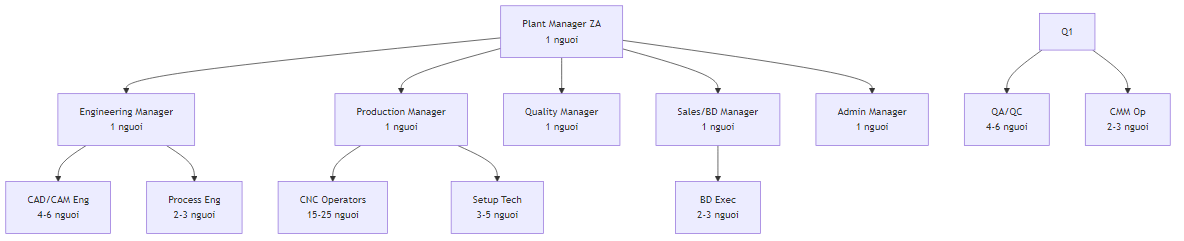 Plant Manager ZA
1 nguoi
Q1
Engineering Manager
1 nguoi
Production Manager
1 nguoi
Quality Manager
1 nguoi
Sales/BD Manager
1 nguoi
Admin Manager
1 nguoi
QA/QC
4-6 nguoi
CMM Op
2-3 nguoi
CAD/CAM Eng
4-6 nguoi
Process Eng
2-3 nguoi
CNC Operators
15-25 nguoi
Setup Tech
3-5 nguoi
BD Exec
2-3 nguoi